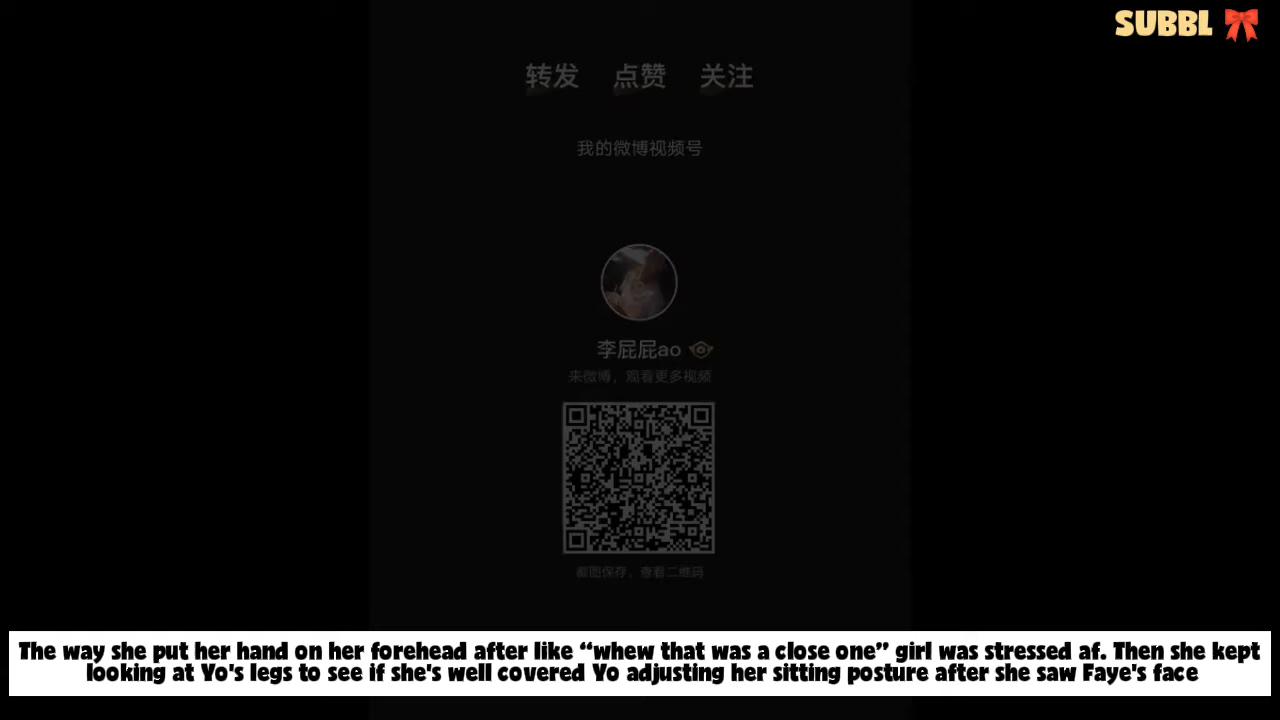 SUBBL
转发 点赞 关注
我的微博视频号
李屁屁ao
来微博，观看更多视频
截图保存，查看二维码
The way she put her hand on her forehead after like “whew that was a close one” girl was stressed af. Then she kept
looking at Yo's legs to see if she's well covered Yo adjusting her sitting posture after she saw Faye's face